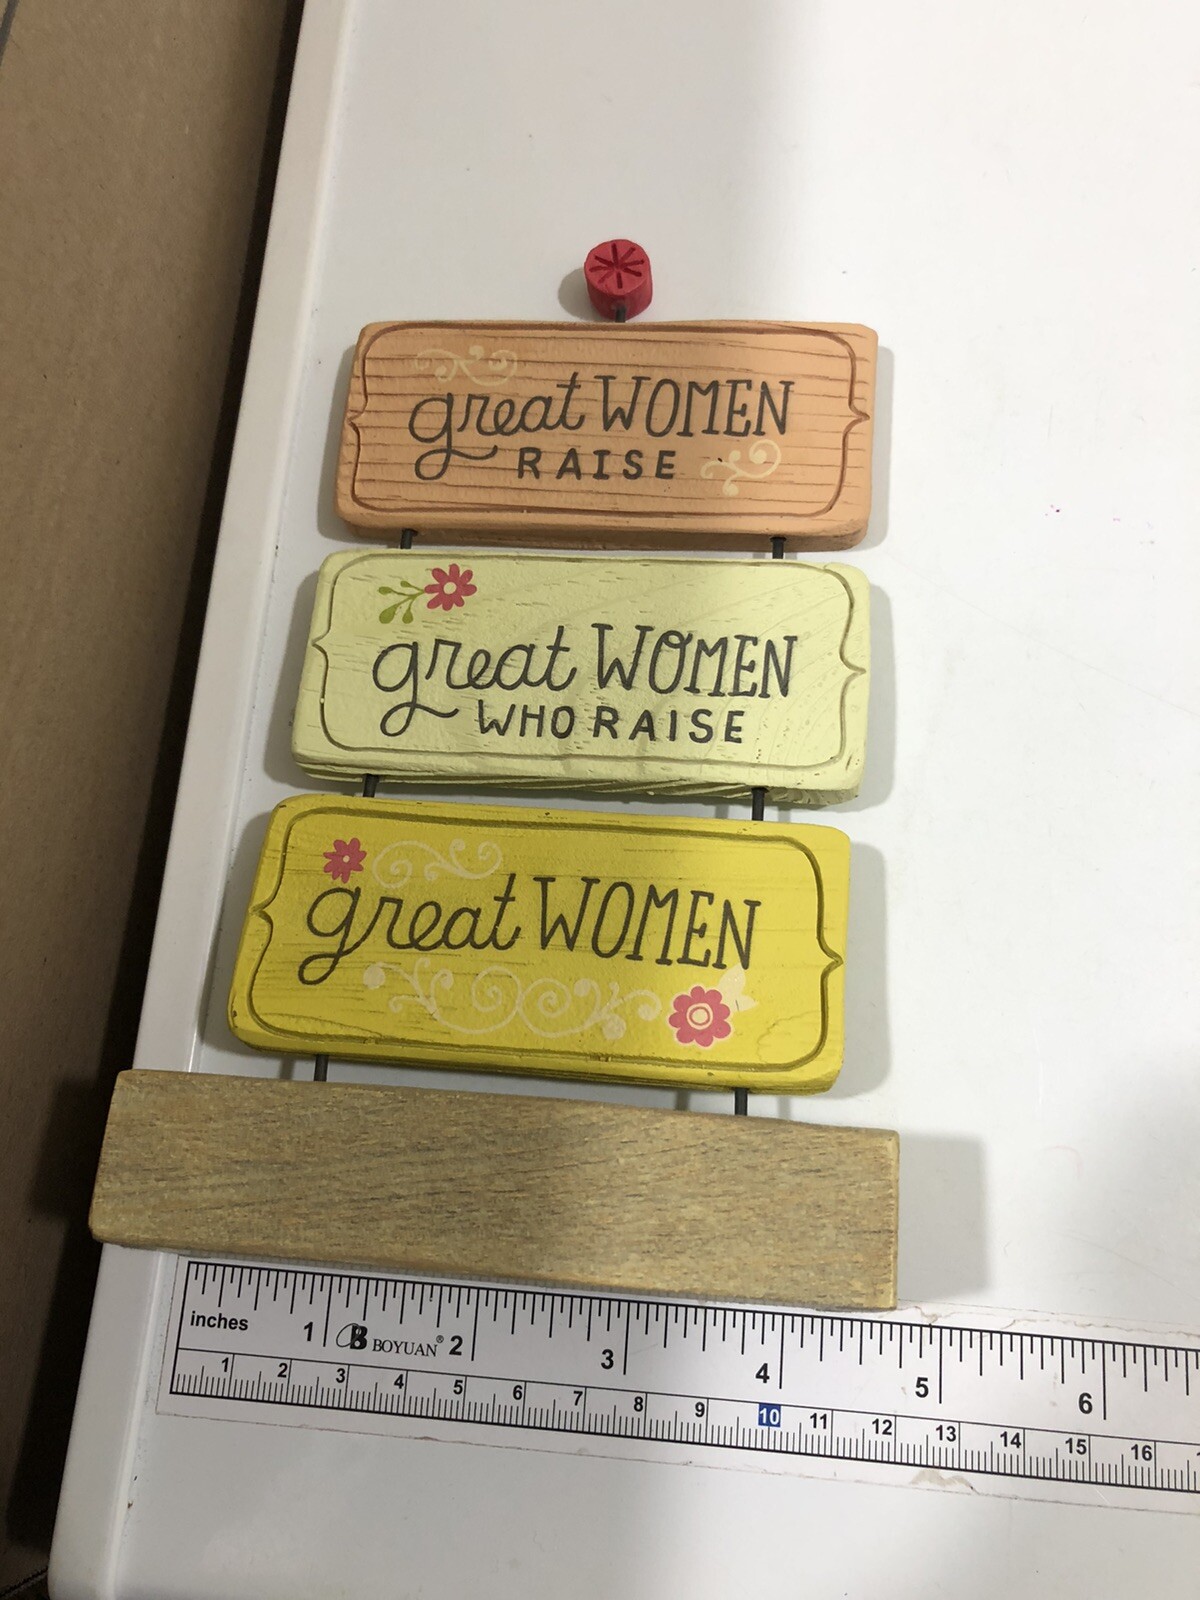 great WOMEN
RAISE
great WOMEN
WHO RAISE
great WOMEN
inches 1 B BOYUAN® 2 3 4 5 6
1 2 3 4 5 6 7 8 9 10 11 12 13 14 15 16